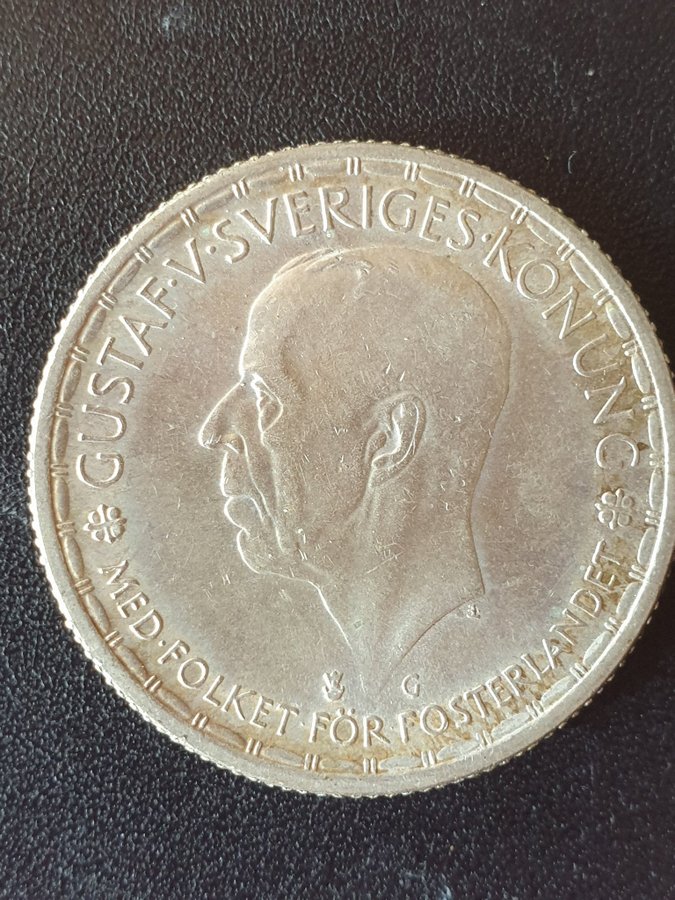 GUSTAF·V·SVERIGES·KONUNG
MED·FOLKET·FÖR·FOSTERLANDET
G